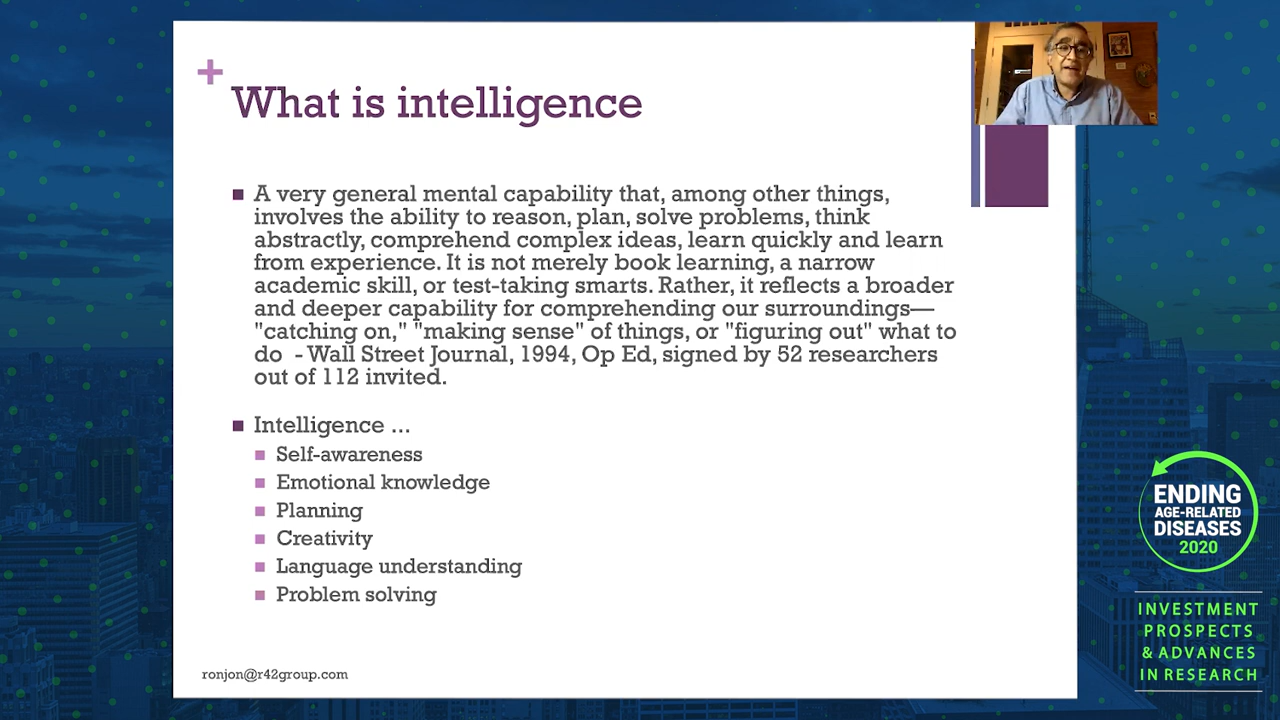 +
What is intelligence
A very general mental capability that, among other things,
involves the ability to reason, plan, solve problems, think
abstractly, comprehend complex ideas, learn quickly and learn
from experience. It is not merely book learning, a narrow
academic skill, or test-taking smarts. Rather, it reflects a broader
and deeper capability for comprehending our surroundings—
"catching on," "making sense" of things, or "figuring out" what to
do - Wall Street Journal, 1994, Op Ed, signed by 52 researchers
out of 112 invited.
Intelligence ...
Self-awareness
Emotional knowledge
Planning
Creativity
Language understanding
Problem solving
ronjon@r42group.com
ENDING
AGE-RELATED
DISEASES
2020
INVESTMENT
PROSPECTS
& ADVANCES
IN RESEARCH